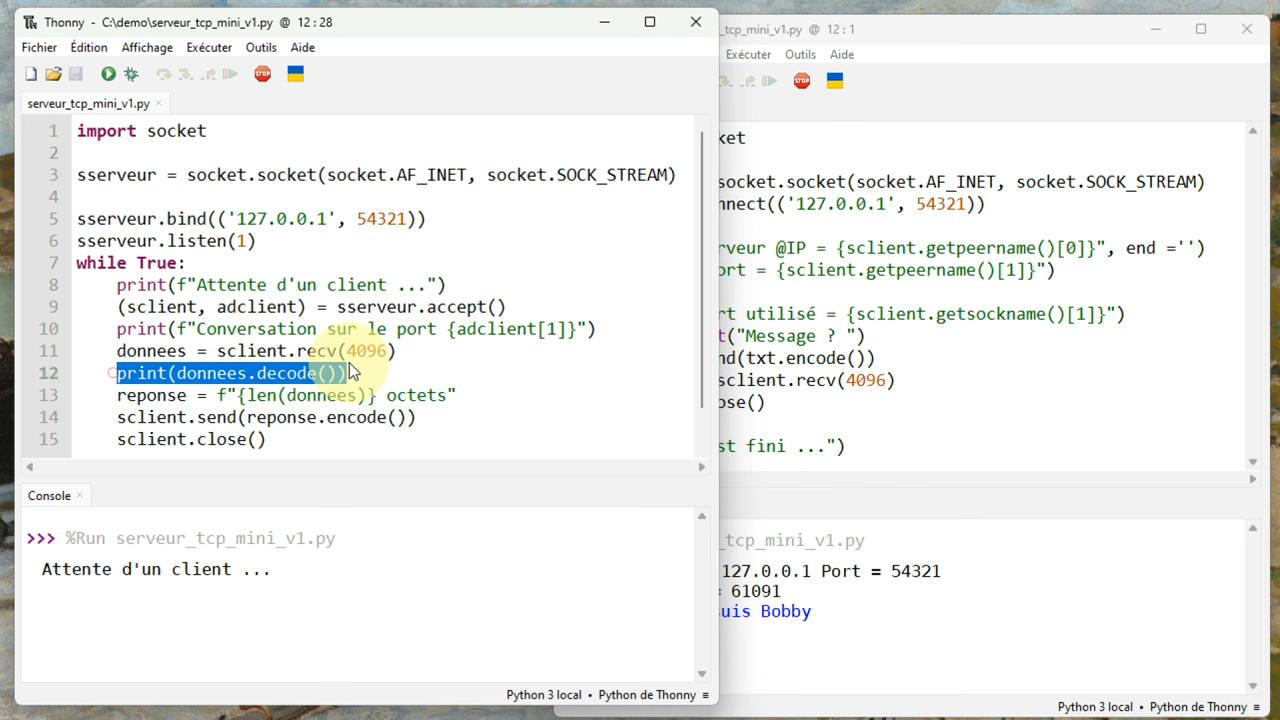 Thonny - C:\demo\serveur_tcp_mini_v1.py @ 12 : 28
Fichier Édition Affichage Exécuter Outils Aide
STOP
serveur_tcp_mini_v1.py ×
1 import socket
2
3 sserveur = socket.socket(socket.AF_INET, socket.SOCK_STREAM)
4
5 sserveur.bind(('127.0.0.1', 54321))
6 sserveur.listen(1)
7 while True:
8 print(f"Attente d'un client ...")
9 (sclient, adclient) = sserveur.accept()
10 print(f"Conversation sur le port {adclient[1]}")
11 donnees = sclient.recv(4096)
12 print(donnees.decode())
13 reponse = f"{len(donnees)} octets"
14 sclient.send(reponse.encode())
15 sclient.close()
Console ×
>>> %Run serveur_tcp_mini_v1.py
Attente d'un client ...
Python 3 local • Python de Thonny ≡
_tcp_mini_v1.py @ 12 : 1
Exécuter Outils Aide
STOP
ket
socket.socket(socket.AF_INET, socket.SOCK_STREAM)
nnect(('127.0.0.1', 54321))
rveur @IP = {sclient.getpeername()[0]}", end ='')
ort = {sclient.getpeername()[1]}")
rt utilisé = {sclient.getsockname()[1]}")
t("Message ? ")
nd(txt.encode())
sclient.recv(4096)
ose()
st fini ...")
_tcp_mini_v1.py
127.0.0.1 Port = 54321
: 61091
uis Bobby
Python 3 local • Python de Thonny ≡